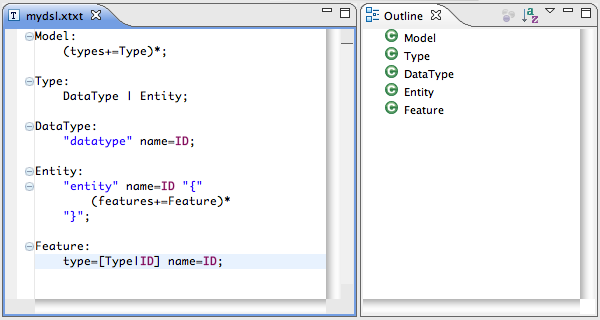 mydsl.xtxt
Model:
(types+=Type)*;
Type:
DataType | Entity;
DataType:
"datatype" name=ID;
Entity:
"entity" name=ID "{"
(features+=Feature)*
"}";
Feature:
type=[Type|ID] name=ID;
Outline
Model
Type
DataType
Entity
Feature